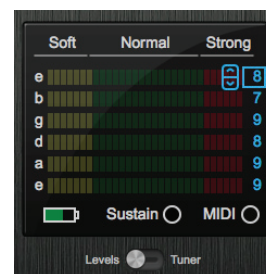 Soft Normal Strong
e 8
b 7
g 9
d 8
a 9
e 9
Sustain MIDI
Levels Tuner